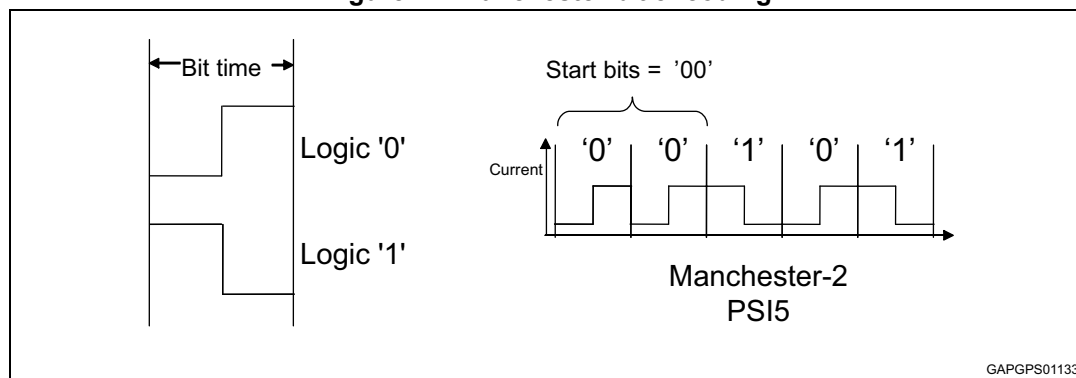 Bit time
Logic '0'
Logic '1'
Start bits = '00'
‘0’ ‘0’ ‘1’ ‘0’ ‘1’
Current
Manchester-2
PSI5
GAPGPS01133